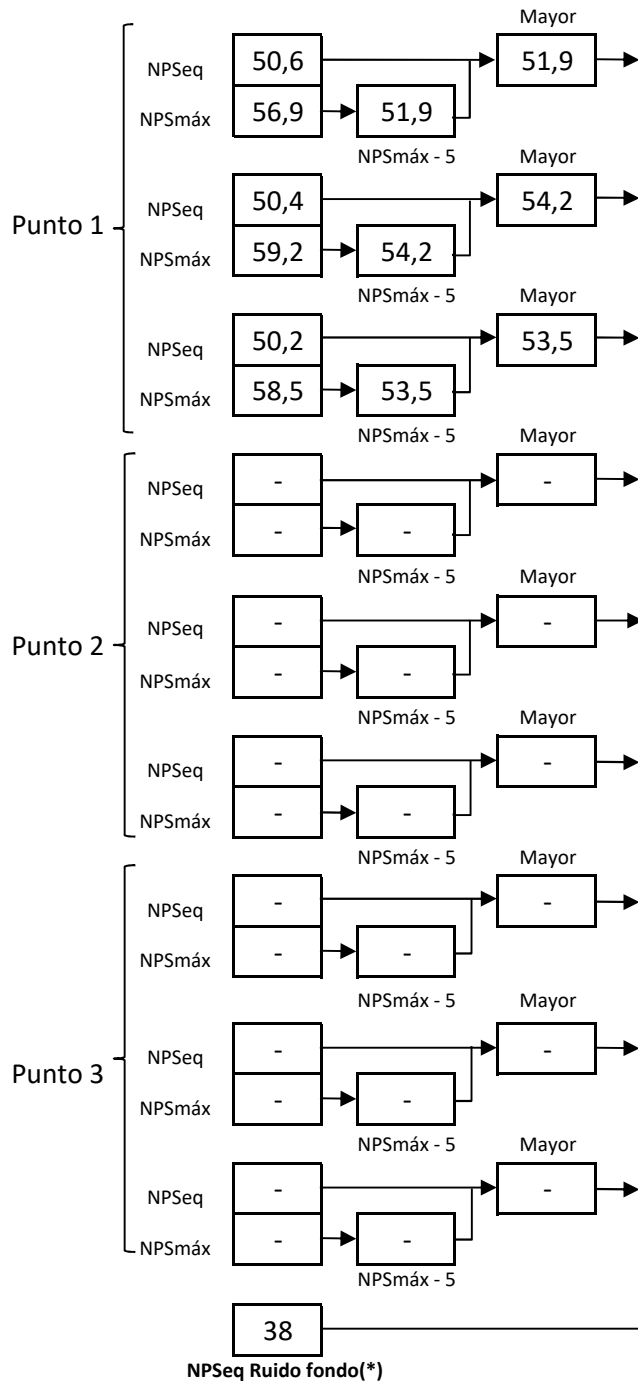 Mayor
NPSeq 50,6 51,9
NPSmáx 56,9 51,9
NPSmáx - 5 Mayor
Punto 1
NPSeq 50,4 54,2
NPSmáx 59,2 54,2
NPSmáx - 5 Mayor
NPSeq 50,2 53,5
NPSmáx 58,5 53,5
NPSmáx - 5 Mayor
NPSeq - -
NPSmáx - -
NPSmáx - 5 Mayor
Punto 2
NPSeq - -
NPSmáx - -
NPSmáx - 5 Mayor
NPSeq - -
NPSmáx - -
NPSmáx - 5 Mayor
NPSeq - -
NPSmáx - -
NPSmáx - 5 Mayor
Punto 3
NPSeq - -
NPSmáx - -
NPSmáx - 5 Mayor
NPSeq - -
NPSmáx - -
NPSmáx - 5
38
NPSeq Ruido fondo(*)